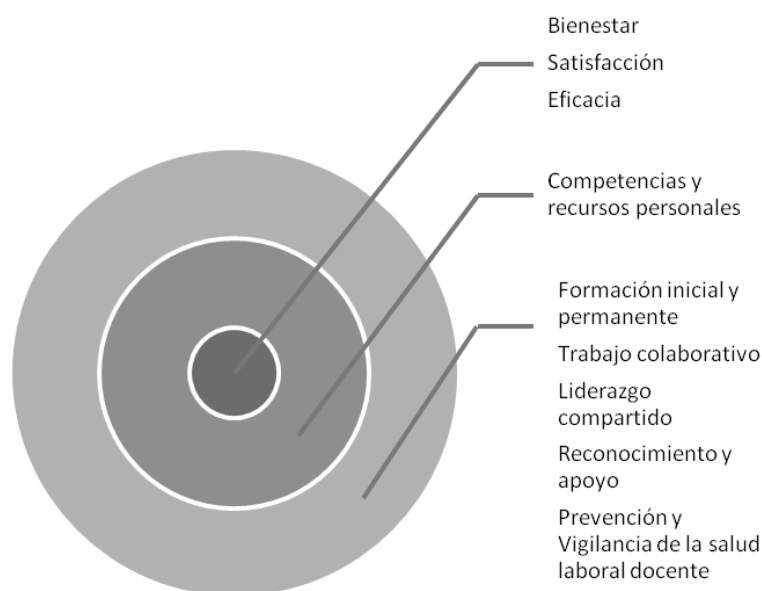 Bienestar
Satisfacción
Eficacia
Competencias y
recursos personales
Formación inicial y
permanente
Trabajo colaborativo
Liderazgo
compartido
Reconocimiento y
apoyo
Prevención y
Vigilancia de la salud
laboral docente